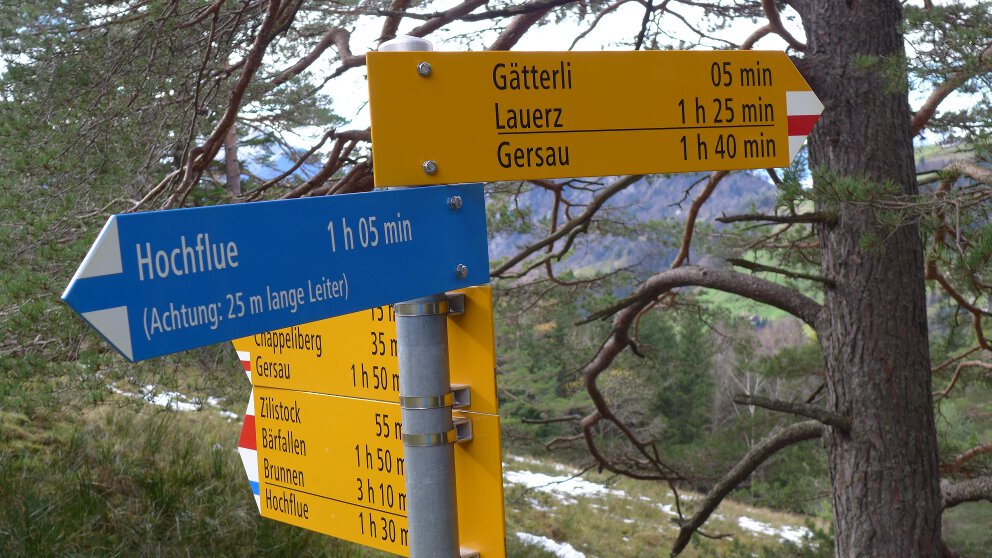 Gätterli 05 min
Lauerz 1 h 25 min
Gersau 1 h 40 min
Hochflue 1 h 05 min
(Achtung: 25 m lange Leiter)
Chäppeliberg 35 m
Gersau 1 h 50 m
Zilistock 55 m
Bärfallen 1 h 50
Brunnen 3 h 10 m
Hochflue 1 h 30 m